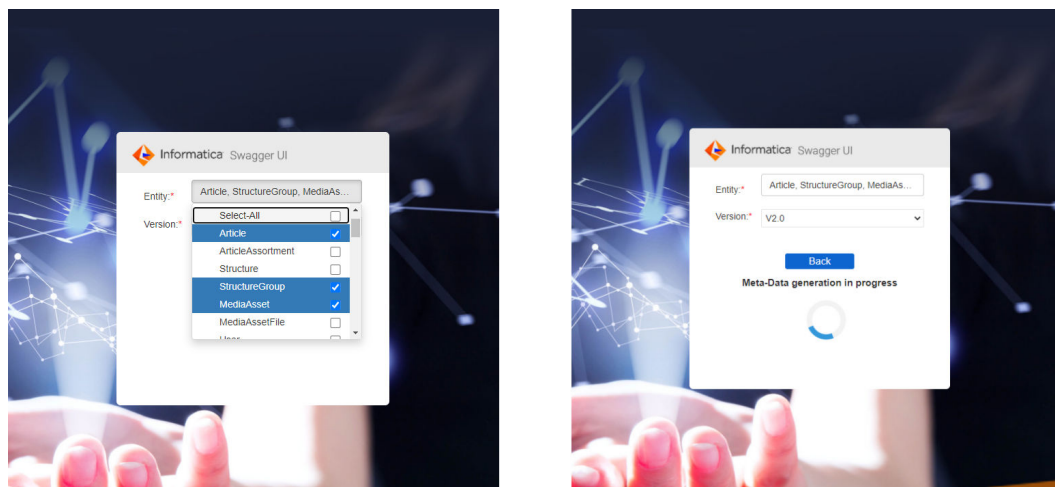 Informatica Swagger UI
Entity:*
Article, StructureGroup, MediaAs...
Version:*
Select-All
Article
ArticleAssortment
Structure
StructureGroup
MediaAsset
MediaAssetFile
User
Informatica Swagger UI
Entity:*
Article, StructureGroup, MediaAs...
Version:*
V2.0
Back
Meta-Data generation in progress